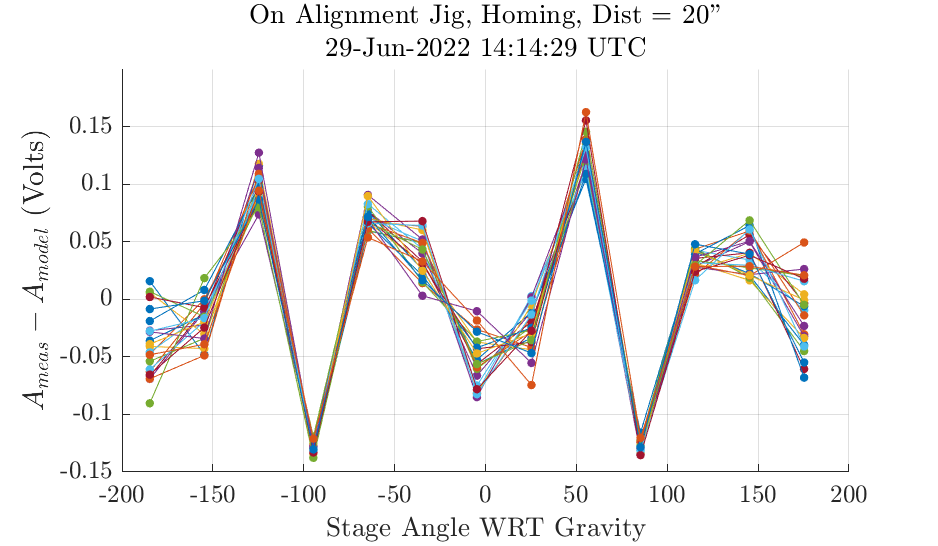 On Alignment Jig, Homing, Dist = 20"
29-Jun-2022 14:14:29 UTC
A_meas − A_model (Volts)
0.15
0.1
0.05
0
-0.05
-0.1
-0.15
-200 -150 -100 -50 0 50 100 150 200
Stage Angle WRT Gravity